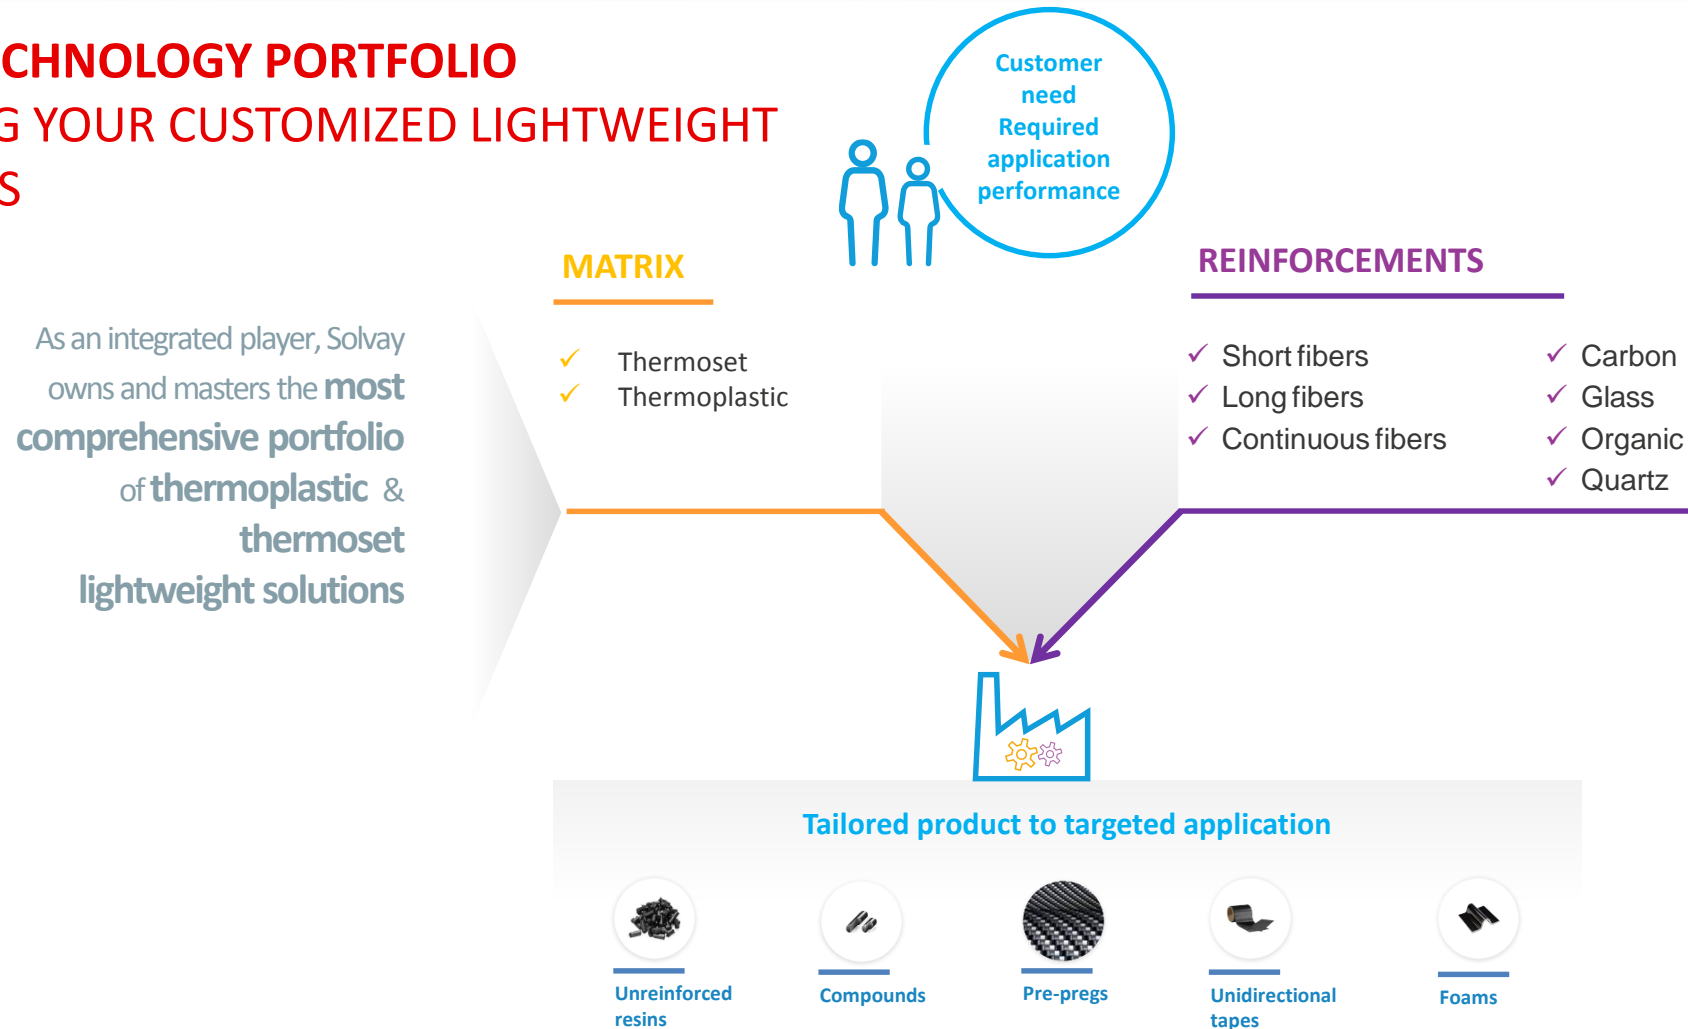 CHNOLOGY PORTFOLIO
G YOUR CUSTOMIZED LIGHTWEIGHT
S
Customer
need
Required
application
performance
MATRIX
Thermoset
Thermoplastic
REINFORCEMENTS
Short fibers
Long fibers
Continuous fibers
Carbon
Glass
Organic
Quartz
As an integrated player, Solvay
owns and masters the most
comprehensive portfolio
of thermoplastic &
thermoset
lightweight solutions
Tailored product to targeted application
Unreinforced
resins
Compounds
Pre-pregs
Unidirectional
tapes
Foams